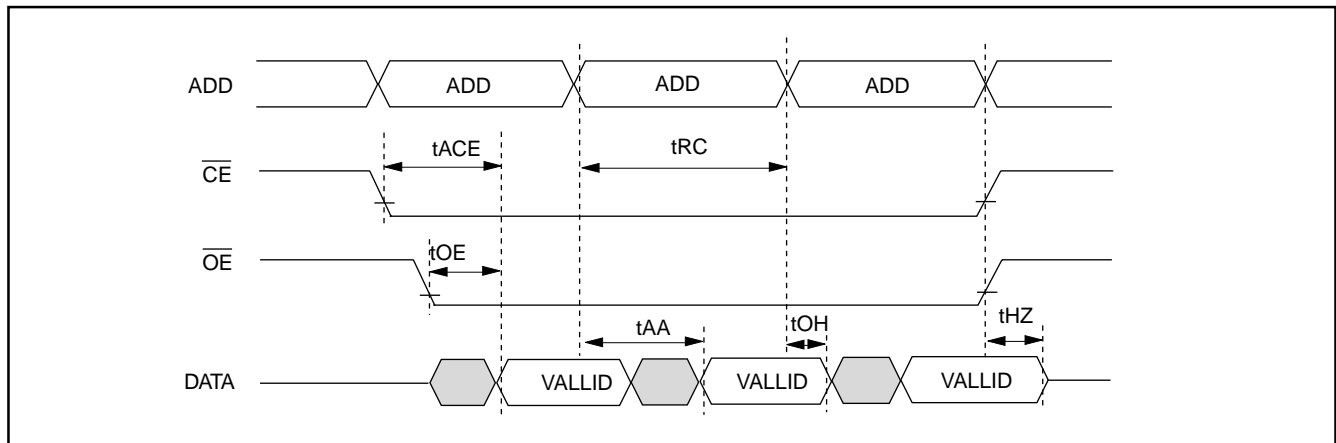 ADD ADD ADD ADD
tACE tRC
CE
OE tOE
tAA tOH tHZ
DATA VALLID VALLID VALLID